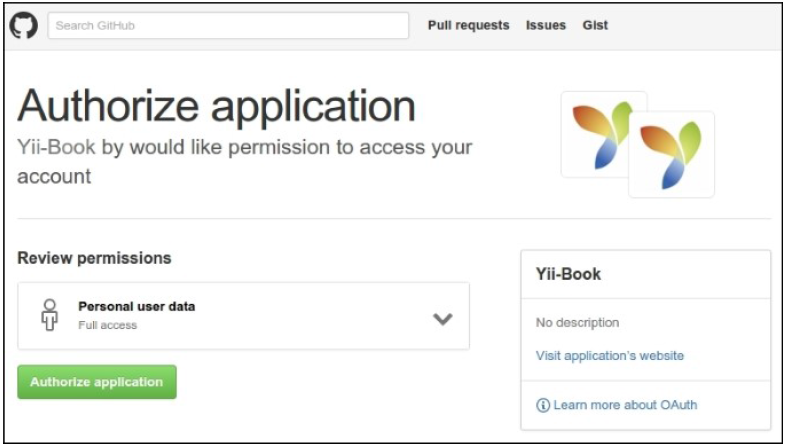 Search GitHub
Pull requests Issues Gist
Authorize application
Yii-Book by would like permission to access your
account
Review permissions
Personal user data
Full access
Authorize application
Yii-Book
No description
Visit application's website
Learn more about OAuth